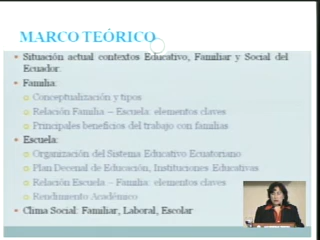 MARCO TEÓRICO
• Situación actual contextos Educativo, Familiar y Social del
Ecuador.
• Familia:
Conceptualización y tipos
Relación Familia – Escuela: elementos claves
Principales beneficios del trabajo con familias
• Escuela:
Organización del Sistema Educativo Ecuatoriano
Plan Decenal de Educación, Instituciones Educativas
Relación Escuela – Familia: elementos claves
Rendimiento Académico
• Clima Social: Familiar, Laboral, Escolar